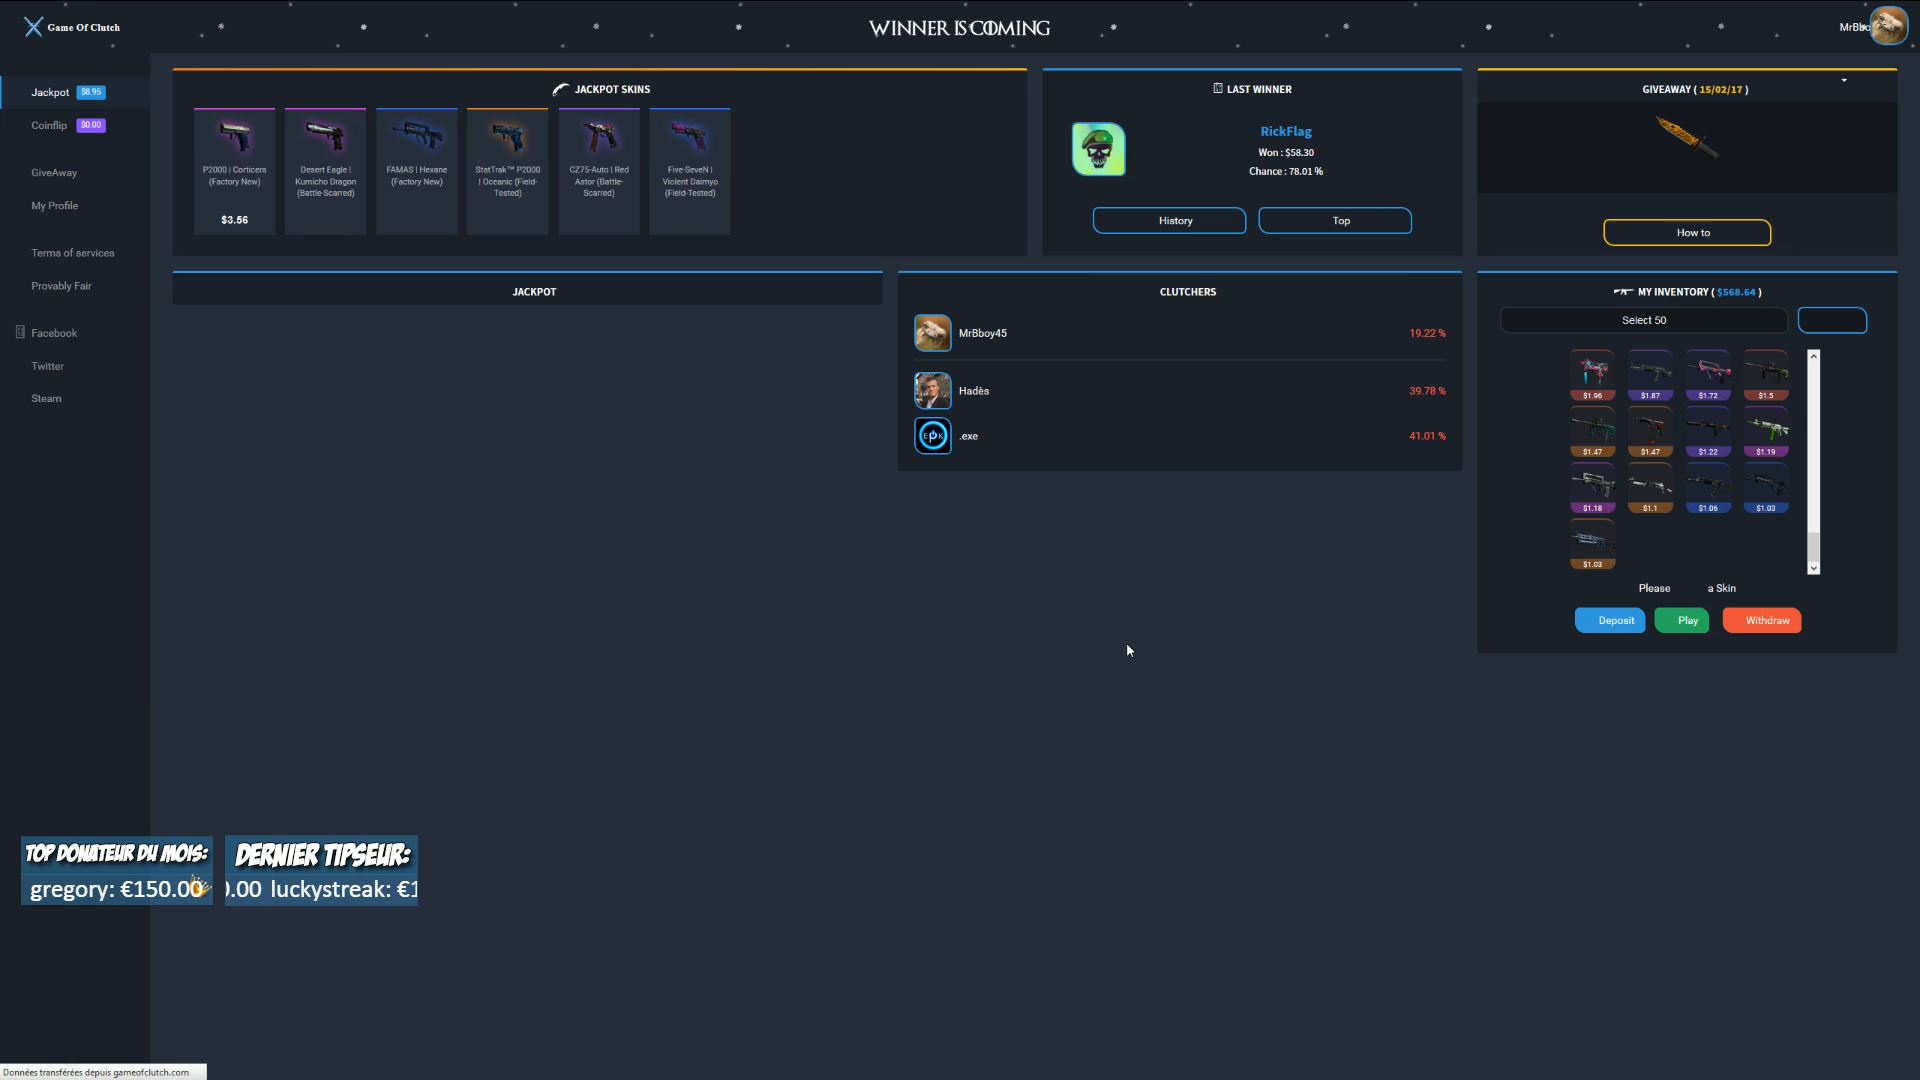 Game Of Clutch
WINNER IS COMING
Jackpot $8.95
Coinflip $0.00
GiveAway
My Profile
Terms of services
Provably Fair
Facebook
Twitter
Steam
JACKPOT SKINS
P2000 | Corticera
(Factory New)
$3.56
Desert Eagle |
Kumicho Dragon
(Battle-Scarred)
FAMAS | Hexane
(Factory New)
StatTrak™ P2000
| Oceanic (Field-
Tested)
CZ75-Auto | Red
Astor (Battle-
Scarred)
Five-SeveN |
Violent Daimyo
(Field-Tested)
LAST WINNER
RickFlag
Won : $58.30
Chance : 78.01 %
History
Top
GIVEAWAY ( 15/02/17 )
How to
JACKPOT
CLUTCHERS
MrBboy45 19.22 %
Hadès 39.78 %
EPK
.exe 41.01 %
MY INVENTORY ( $568.64 )
Select 50
$1.96 $1.87 $1.72 $1.5
$1.47 $1.47 $1.22 $1.19
$1.18 $1.1 $1.06 $1.03
$1.03
Please a Skin
Deposit Play Withdraw
TOP DONATEUR DU MOIS:
gregory: €150.00
DERNIER TIPSEUR:
.00 luckystreak: €1
Données transférées depuis gameofclutch.com